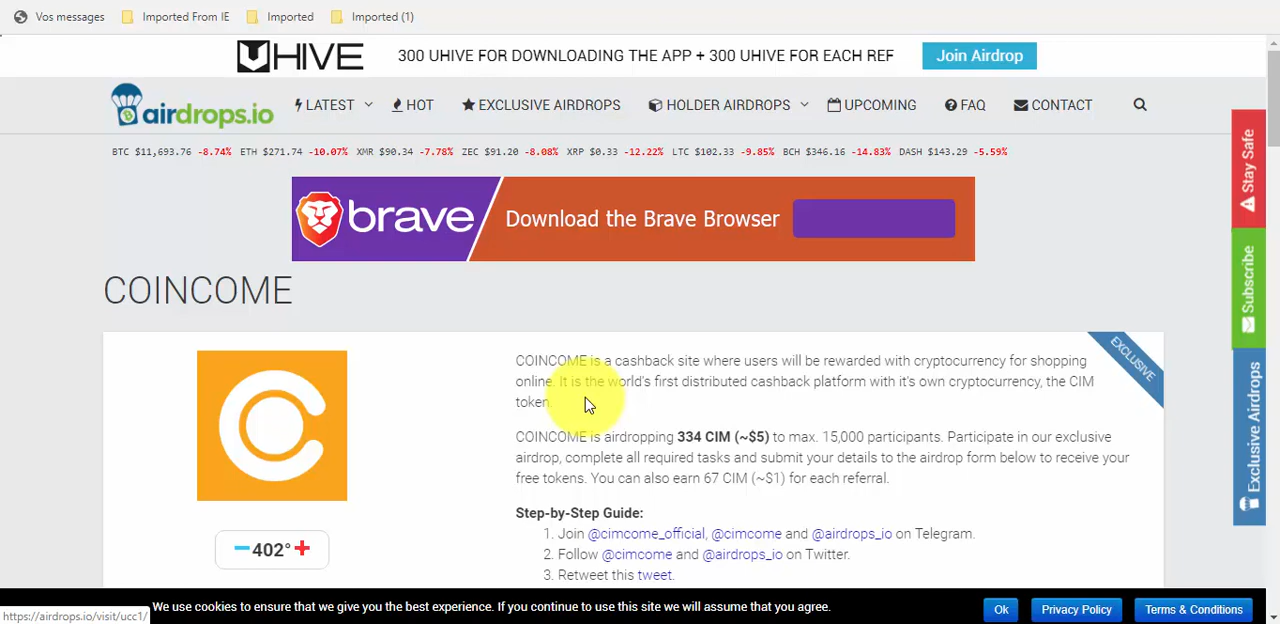 Vos messages Imported From IE Imported Imported (1)
UHIVE 300 UHIVE FOR DOWNLOADING THE APP + 300 UHIVE FOR EACH REF Join Airdrop
airdrops.io LATEST HOT EXCLUSIVE AIRDROPS HOLDER AIRDROPS UPCOMING FAQ CONTACT
BTC $11,693.76 -8.74% ETH $271.74 -10.07% XMR $90.34 -7.78% ZEC $91.20 -8.08% XRP $0.33 -12.22% LTC $102.33 -9.85% BCH $346.16 -14.83% DASH $143.29 -5.59%
Stay Safe
brave Download the Brave Browser
Subscribe
COINCOME
EXCLUSIVE
COINCOME is a cashback site where users will be rewarded with cryptocurrency for shopping
online. It is the world's first distributed cashback platform with it's own cryptocurrency, the CIM
token.
Exclusive Airdrops
COINCOME is airdropping 334 CIM (~$5) to max. 15,000 participants. Participate in our exclusive
airdrop, complete all required tasks and submit your details to the airdrop form below to receive your
free tokens. You can also earn 67 CIM (~$1) for each referral.
Step-by-Step Guide:
1. Join @cimcome_official, @cimcome and @airdrops_io on Telegram.
402°
2. Follow @cimcome and @airdrops_io on Twitter.
3. Retweet this tweet.
We use cookies to ensure that we give you the best experience. If you continue to use this site we will assume that you agree. Ok Privacy Policy Terms & Conditions
https://airdrops.io/visit/ucc1/